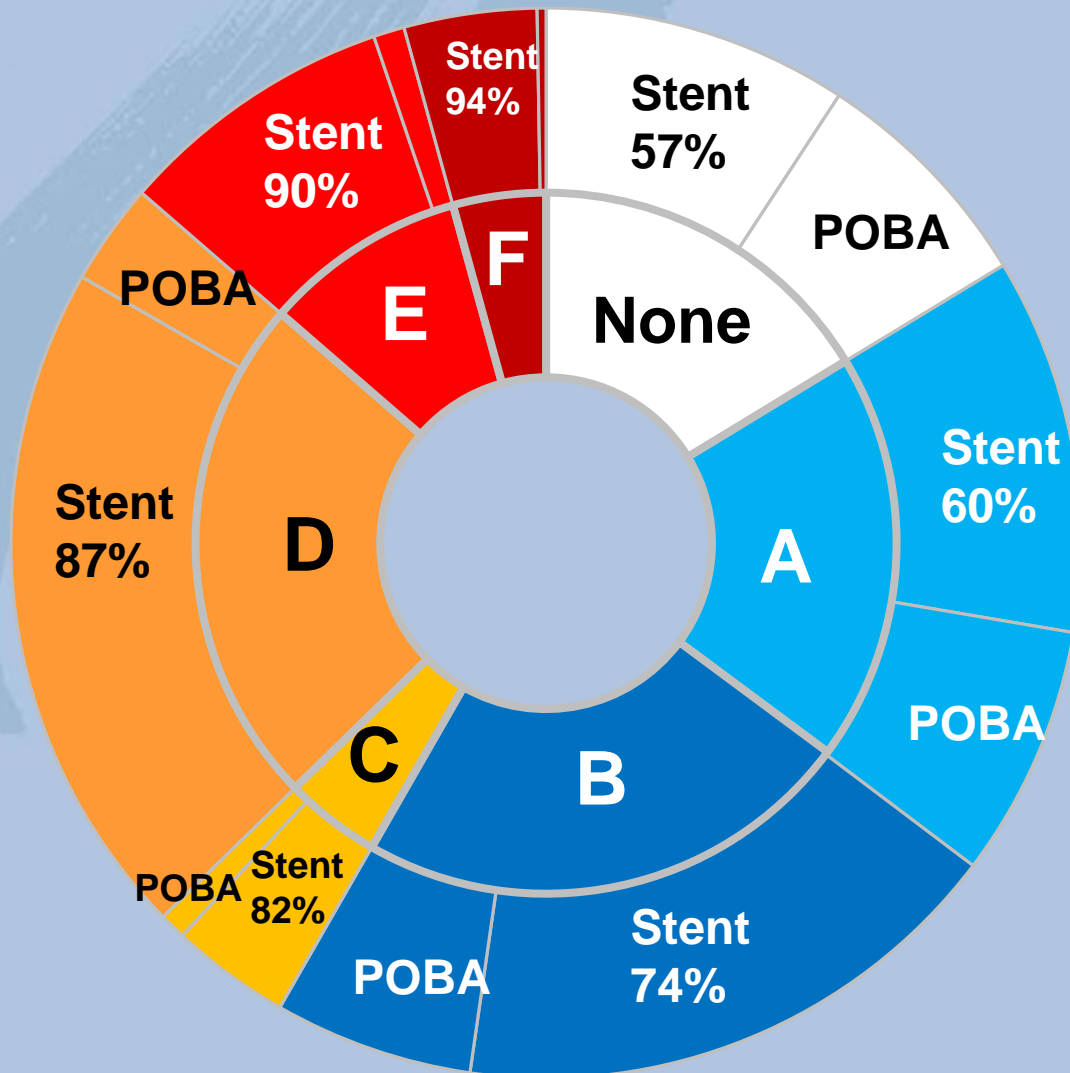 Stent
94%
Stent
57%
Stent
90%
POBA
F
POBA
E
None
Stent
60%
Stent
87%
D
A
POBA
C
B
Stent
82%
POBA
Stent
74%
POBA